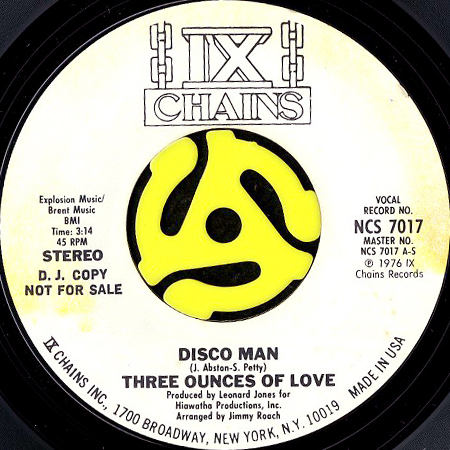 IX
CHAINS
Explosion Music/
Brent Music
BMI
Time: 3:14
45 RPM
STEREO
D. J. COPY
NOT FOR SALE
VOCAL
RECORD NO.
NCS 7017
MASTER NO.
NCS 7017 A-S
℗ 1976 IX
Chains Records
DISCO MAN
(J. Abston-S. Petty)
THREE OUNCES OF LOVE
Produced by Leonard Jones for
Hiawatha Productions, Inc.
Arranged by Jimmy Roach
IX CHAINS INC., 1700 BROADWAY, NEW YORK, N.Y. 10019 MADE IN USA